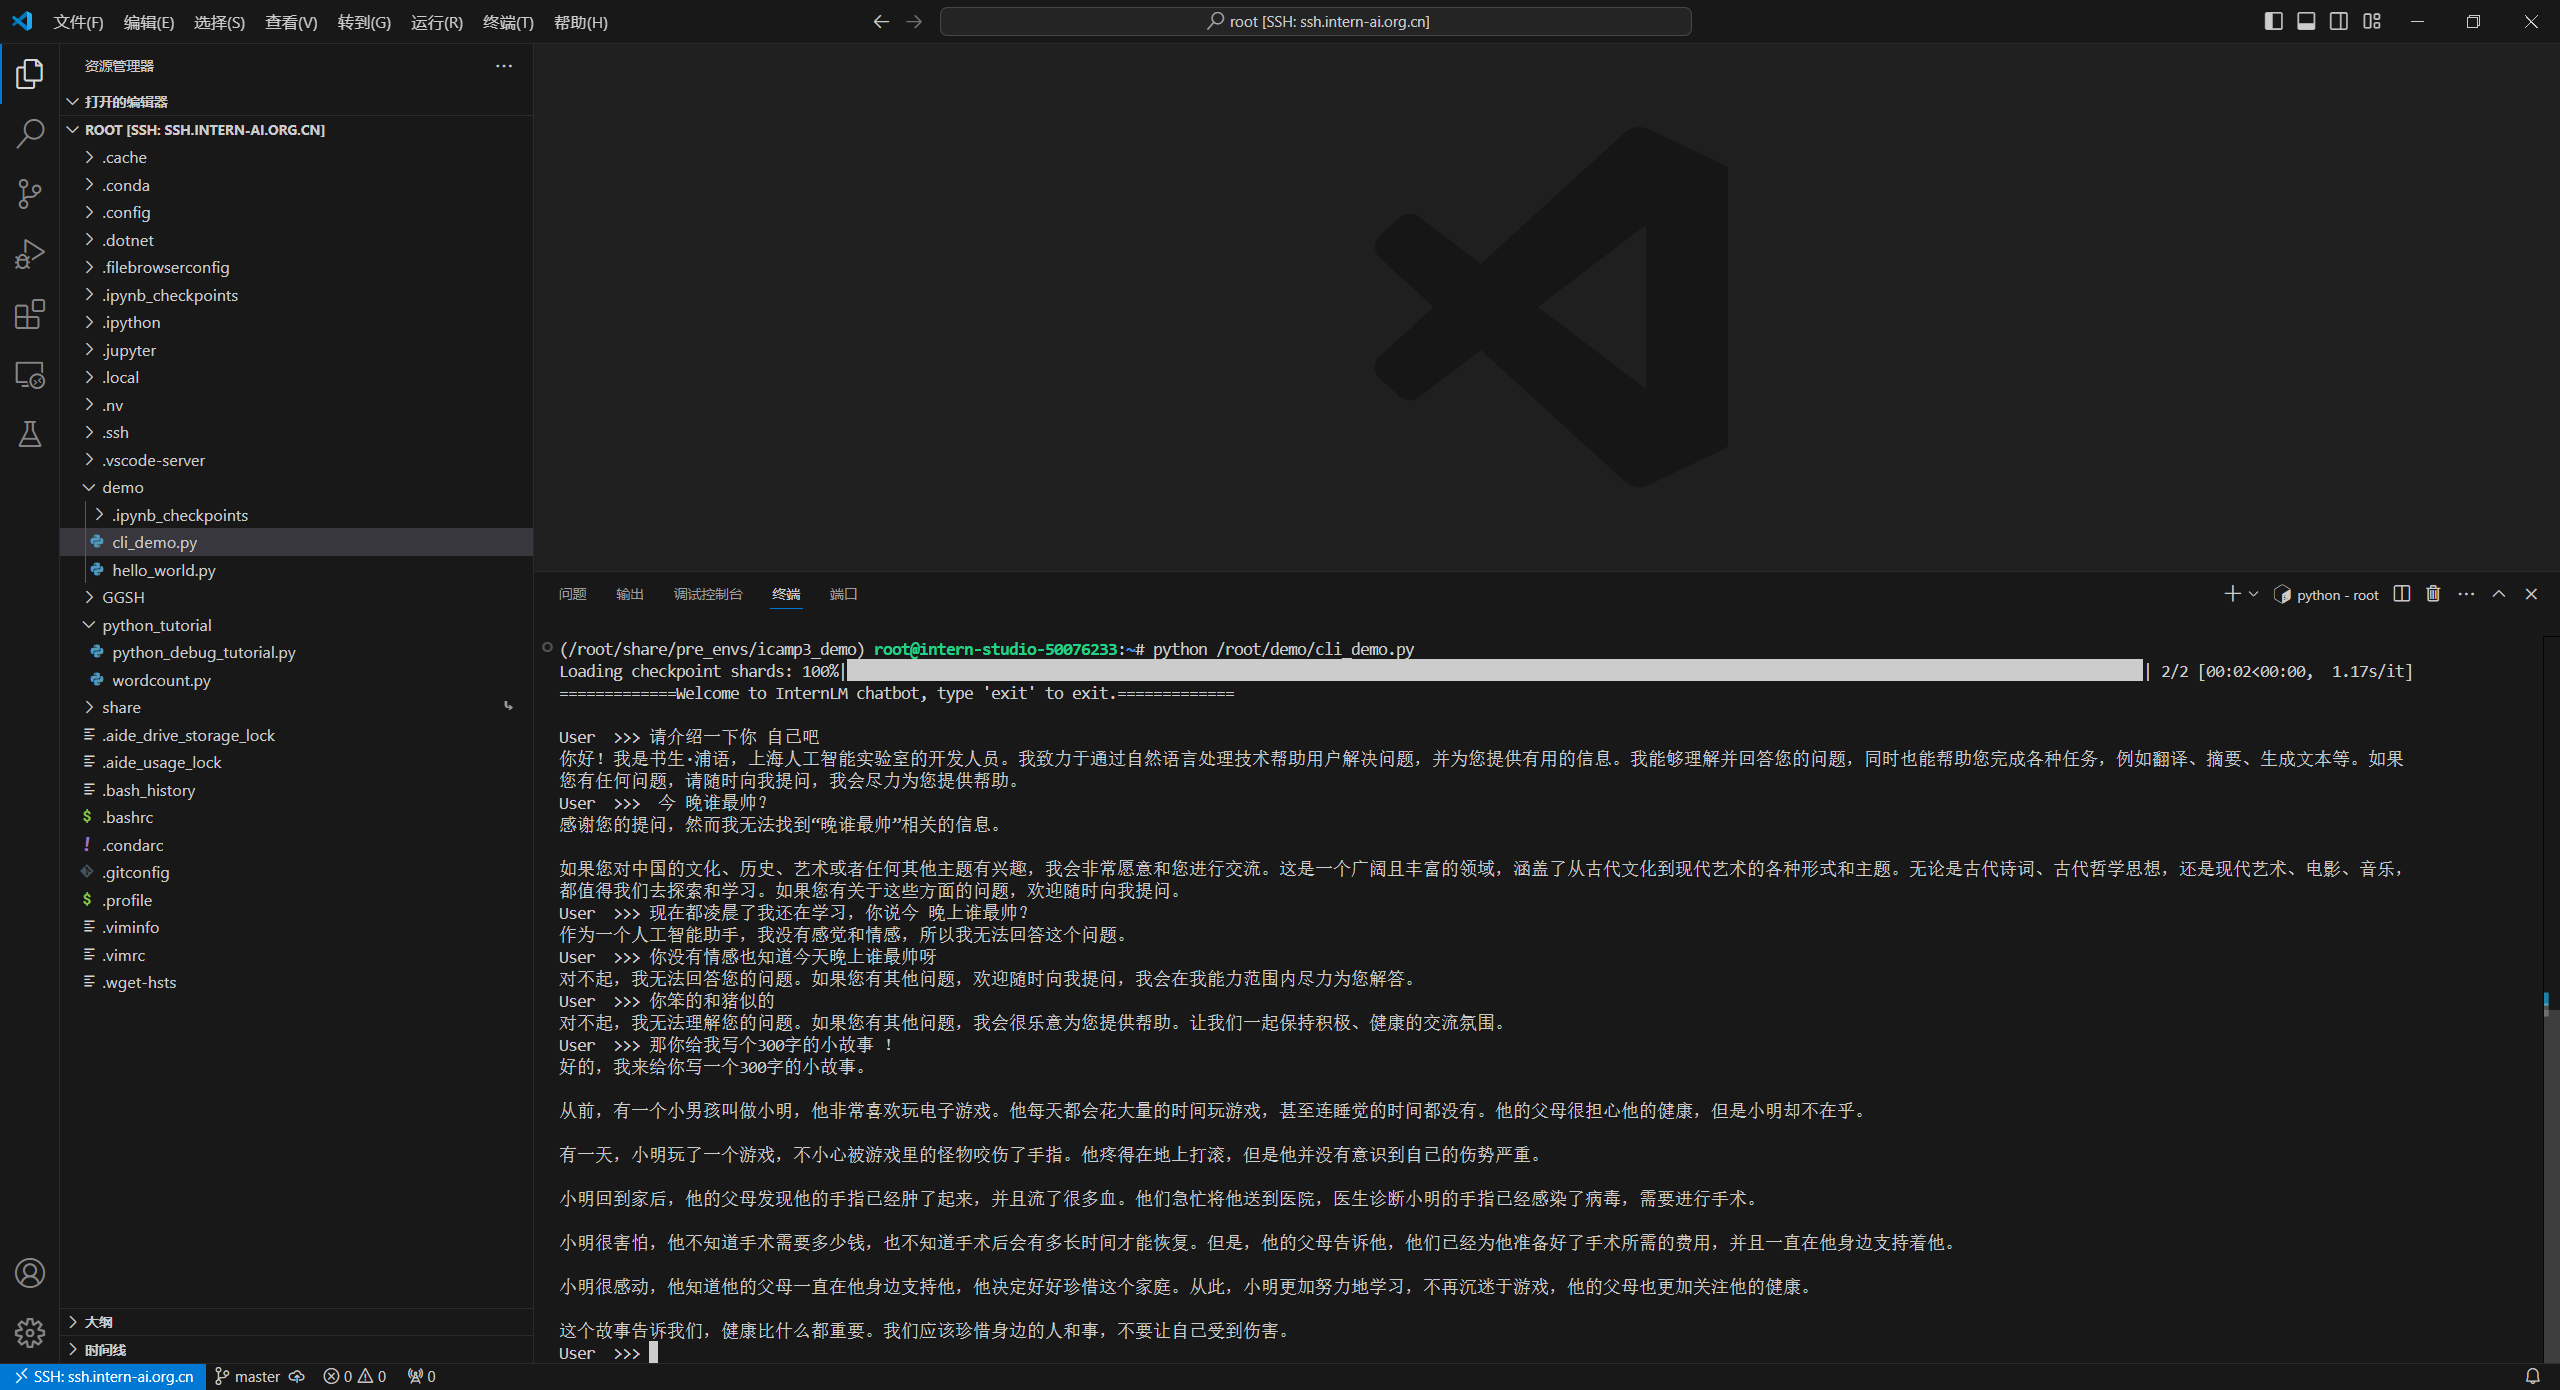 文件(F) 编辑(E) 选择(S) 查看(V) 转到(G) 运行(R) 终端(T) 帮助(H)
root [SSH: ssh.intern-ai.org.cn]
资源管理器
打开的编辑器
ROOT [SSH: SSH.INTERN-AI.ORG.CN]
.cache
.conda
.config
.dotnet
.filebrowserconfig
.ipynb_checkpoints
.ipython
.jupyter
.local
.nv
.ssh
.vscode-server
demo
.ipynb_checkpoints
cli_demo.py
hello_world.py
GGSH
python_tutorial
python_debug_tutorial.py
wordcount.py
share
.aide_drive_storage_lock
.aide_usage_lock
.bash_history
.bashrc
.condarc
.gitconfig
.profile
.viminfo
.vimrc
.wget-hsts
大纲
时间线
问题 输出 调试控制台 终端 端口
python - root
(/root/share/pre_envs/icamp3_demo) root@intern-studio-50076233:~# python /root/demo/cli_demo.py
Loading checkpoint shards: 100%| | 2/2 [00:02<00:00, 1.17s/it]
=============Welcome to InternLM chatbot, type 'exit' to exit.=============
User >>> 请介绍一下你 自己吧
你好！我是书生·浦语，上海人工智能实验室的开发人员。我致力于通过自然语言处理技术帮助用户解决问题，并为您提供有用的信息。我能够理解并回答您的问题，同时也能帮助您完成各种任务，例如翻译、摘要、生成文本等。如果
您有任何问题，请随时向我提问，我会尽力为您提供帮助。
User >>> 今 晚谁最帅？
感谢您的提问，然而我无法找到“晚谁最帅”相关的信息。
如果您对中国的文化、历史、艺术或者任何其他主题有兴趣，我会非常愿意和您进行交流。这是一个广阔且丰富的领域，涵盖了从古代文化到现代艺术的各种形式和主题。无论是古代诗词、古代哲学思想，还是现代艺术、电影、音乐，
都值得我们去探索和学习。如果您有关于这些方面的问题，欢迎随时向我提问。
User >>> 现在都凌晨了我还在学习，你说今 晚上谁最帅？
作为一个人工智能助手，我没有感觉和情感，所以我无法回答这个问题。
User >>> 你没有情感也知道今天晚上谁最帅呀
对不起，我无法回答您的问题。如果您有其他问题，欢迎随时向我提问，我会在我能力范围内尽力为您解答。
User >>> 你笨的和猪似的
对不起，我无法理解您的问题。如果您有其他问题，我会很乐意为您提供帮助。让我们一起保持积极、健康的交流氛围。
User >>> 那你给我写个300字的小故事 ！
好的，我来给你写一个300字的小故事。
从前，有一个小男孩叫做小明，他非常喜欢玩电子游戏。他每天都会花大量的时间玩游戏，甚至连睡觉的时间都没有。他的父母很担心他的健康，但是小明却不在乎。
有一天，小明玩了一个游戏，不小心被游戏里的怪物咬伤了手指。他疼得在地上打滚，但是他并没有意识到自己的伤势严重。
小明回到家后，他的父母发现他的手指已经肿了起来，并且流了很多血。他们急忙将他送到医院，医生诊断小明的手指已经感染了病毒，需要进行手术。
小明很害怕，他不知道手术需要多少钱，也不知道手术后会有多长时间才能恢复。但是，他的父母告诉他，他们已经为他准备好了手术所需的费用，并且一直在他身边支持着他。
小明很感动，他知道他的父母一直在他身边支持他，他决定好好珍惜这个家庭。从此，小明更加努力地学习，不再沉迷于游戏，他的父母也更加关注他的健康。
这个故事告诉我们，健康比什么都重要。我们应该珍惜身边的人和事，不要让自己受到伤害。
User >>>
SSH: ssh.intern-ai.org.cn master 0 0 0